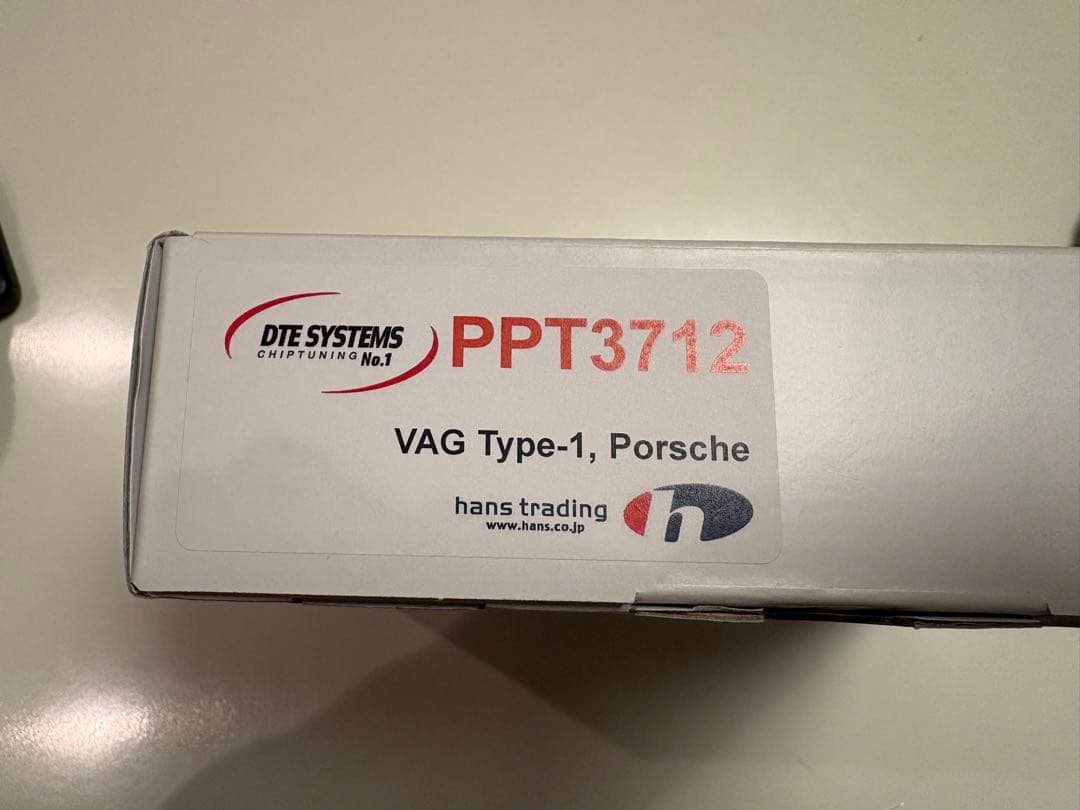 DTE SYSTEMS
CHIPTUNING No.1
PPT3712
VAG Type-1, Porsche
hans trading
www.hans.co.jp
h